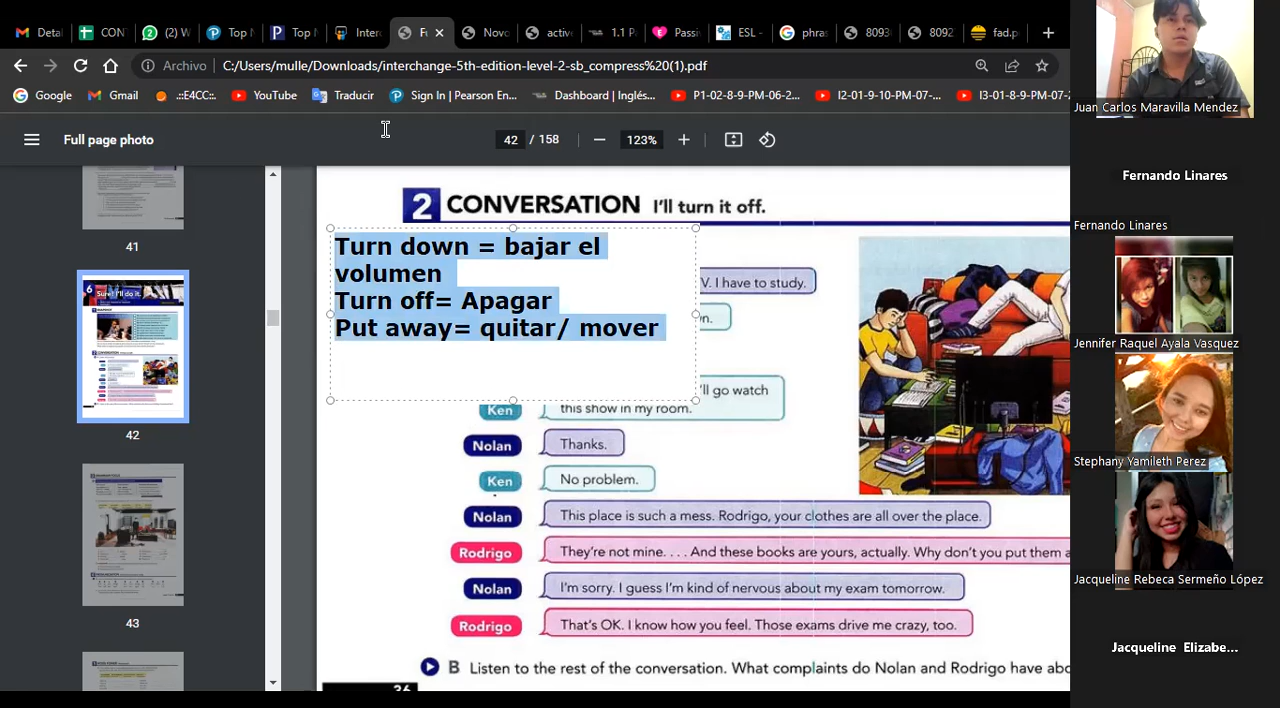 Detal
CON
(2) W
Top N
Top M
Inter
Fu
Novo
active
1.1 P
Passiv
ESL -
phras
8093
8092
fad.p
Archivo
C:/Users/mulle/Downloads/interchange-5th-edition-level-2-sb_compress%20(1).pdf
Google
Gmail
.::E4CC::.
YouTube
Traducir
Sign In | Pearson En...
Dashboard | Inglés...
P1-02-8-9-PM-06-2...
I2-01-9-10-PM-07-...
I3-01-8-9-PM-07-2
Full page photo
42 / 158
123%
41
42
43
2 CONVERSATION I'll turn it off.
Turn down = bajar el
volumen
Turn off= Apagar
Put away= quitar/ mover
V. I have to study.
n.
'll go watch
Ken this show in my room.
Nolan Thanks.
Ken No problem.
Nolan This place is such a mess. Rodrigo, your clothes are all over the place.
Rodrigo They're not mine. . . . And these books are yours, actually. Why don't you put them a
Nolan I'm sorry. I guess I'm kind of nervous about my exam tomorrow.
Rodrigo That's OK. I know how you feel. Those exams drive me crazy, too.
B Listen to the rest of the conversation. What complaints do Nolan and Rodrigo have abo
36
Juan Carlos Maravilla Mendez
Fernando Linares
Fernando Linares
Jennifer Raquel Ayala Vasquez
Stephany Yamileth Perez
Jacqueline Rebeca Sermeño López
Jacqueline Elizabe...